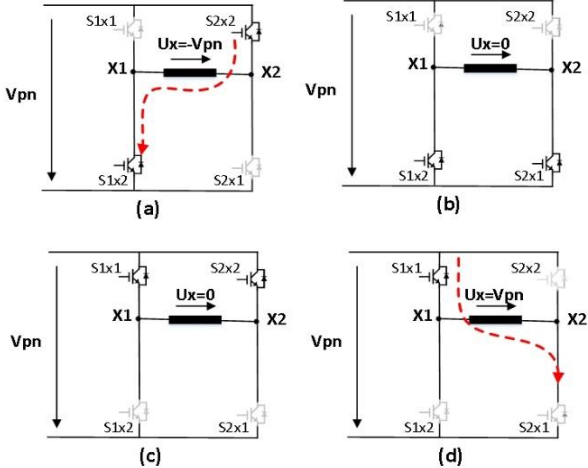 S1x1
S2x2
Ux=-Vpn
X1
X2
Vpn
S1x2
S2x1
(a)
S1x1
S2x2
Ux=0
X1
X2
Vpn
S1x2
S2x1
(b)
S1x1
S2x2
Ux=0
X1
X2
Vpn
S1x2
S2x1
(c)
S1x1
S2x2
Ux=Vpn
X1
X2
Vpn
S1x2
S2x1
(d)